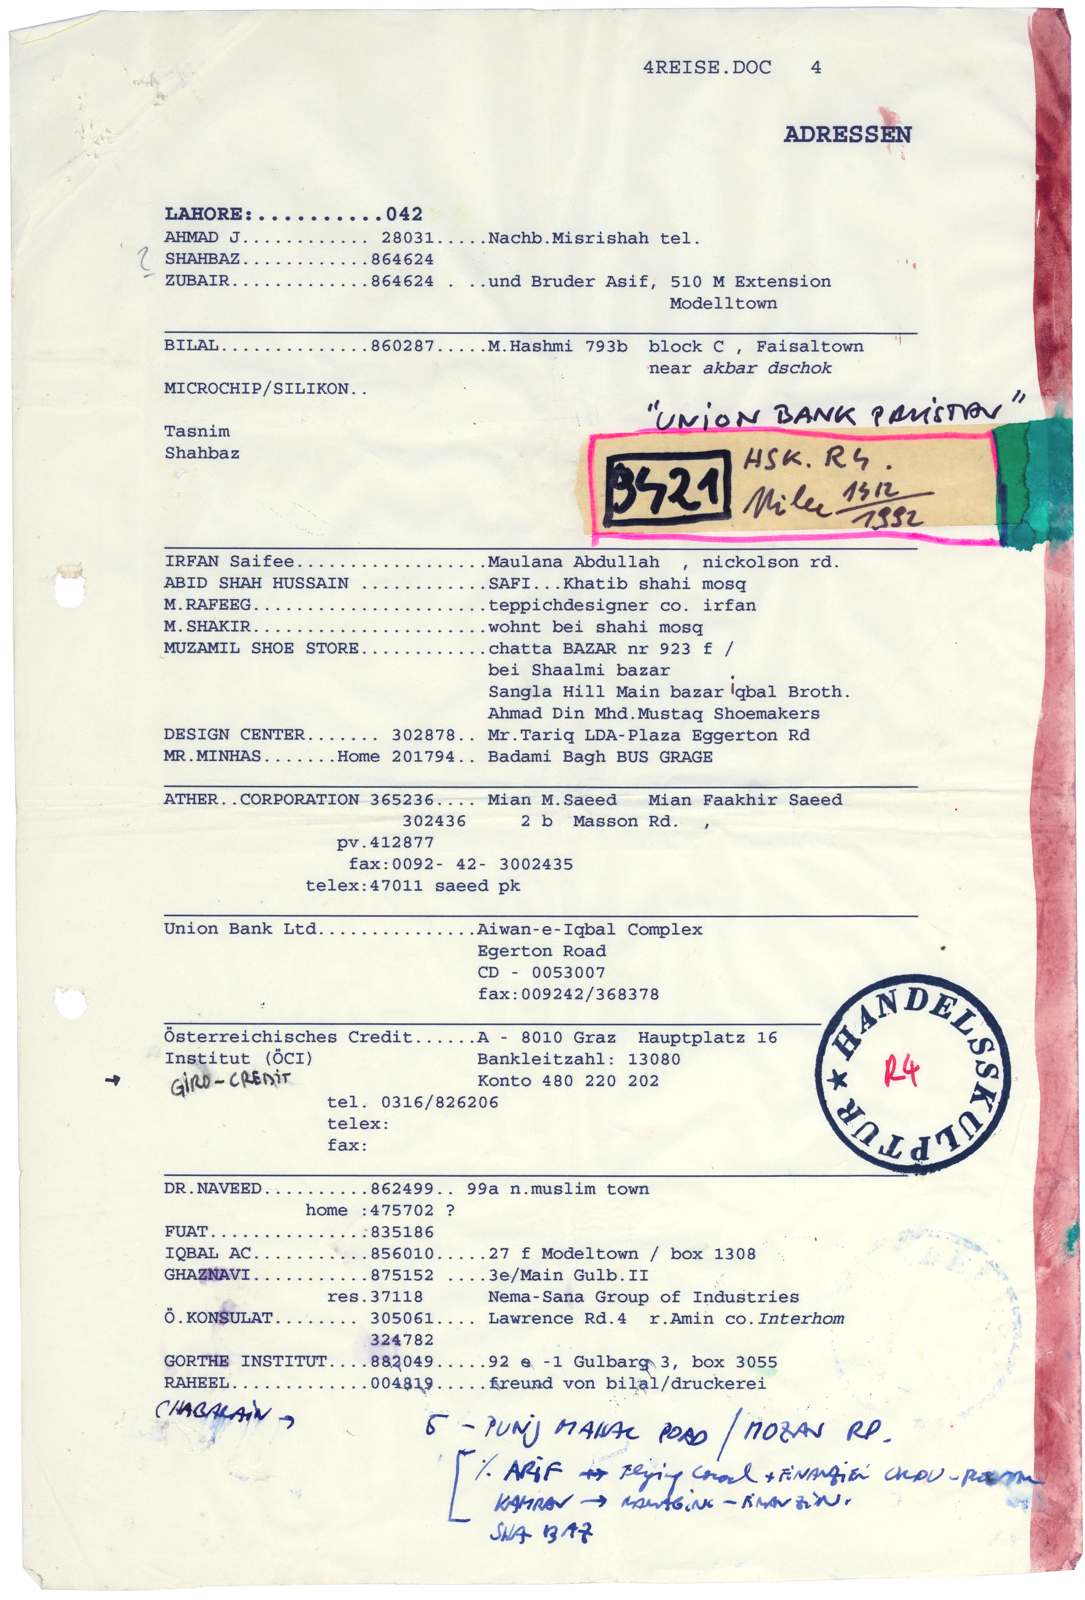 4REISE.DOC 4
ADRESSEN
LAHORE:..........042
AHMAD J............ 28031.....Nachb.Misrishah tel.
?
SHAHBAZ............864624
ZUBAIR.............864624 . ..und Bruder Asif, 510 M Extension
Modelltown
BILAL..............860287.....M.Hashmi 793b block C , Faisaltown
near akbar dschok
MICROCHIP/SILIKON..
"UNION BANK PAKISTAN"
Tasnim
Shahbaz
3421
HSK. R4.
1412
1992
IRFAN Saifee..................Maulana Abdullah , nickolson rd.
ABID SHAH HUSSAIN ............SAFI...Khatib shahi mosq
M.RAFEEG......................teppichdesigner co. irfan
M.SHAKIR......................wohnt bei shahi mosq
MUZAMIL SHOE STORE............chatta BAZAR nr 923 f /
bei Shaalmi bazar
Sangla Hill Main bazar iqbal Broth.
Ahmad Din Mhd.Mustaq Shoemakers
DESIGN CENTER....... 302878.. Mr.Tariq LDA-Plaza Eggerton Rd
MR.MINHAS.......Home 201794.. Badami Bagh BUS GRAGE
ATHER..CORPORATION 365236.... Mian M.Saeed Mian Faakhir Saeed
302436 2 b Masson Rd. ,
pv.412877
fax:0092- 42- 3002435
telex:47011 saeed pk
Union Bank Ltd...............Aiwan-e-Iqbal Complex
Egerton Road
CD - 0053007
fax:009242/368378
Österreichisches Credit......A - 8010 Graz Hauptplatz 16
Institut (ÖCI) Bankleitzahl: 13080
→ GIRO-CREDIT Konto 480 220 202
tel. 0316/826206
telex:
fax:
HANDELSSKULPTUR ★
R4
DR.NAVEED..........862499.. 99a n.muslim town
home :475702 ?
FUAT...............835186
IQBAL AC...........856010.....27 f Modeltown / box 1308
GHAZNAVI...........875152 ....3e/Main Gulb.II
res.37118 Nema-Sana Group of Industries
Ö.KONSULAT........ 305061.... Lawrence Rd.4 r.Amin co.Interhom
324782
GORTHE INSTITUT....882049.....92 e -1 Gulbarg 3, box 3055
RAHEEL.............004819.....freund von bilal/druckerei
→ 5 - PUNJ MAHAL ROAD / MOZAN RD.
ARIF Flying
KAMRAN →
SHA BAZ